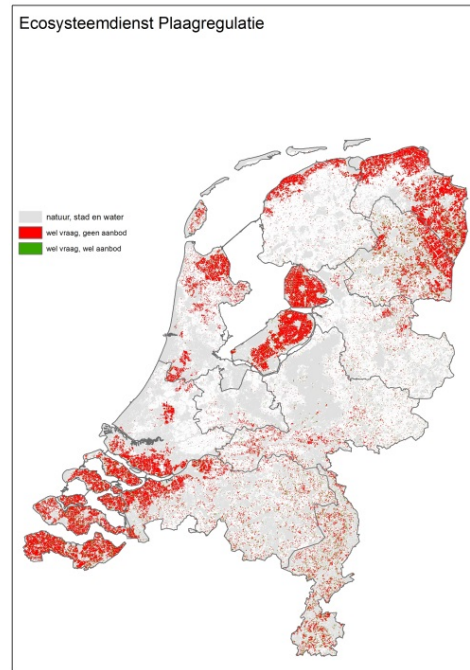 Ecosysteemdienst Plaagregulatie
natuur, stad en water
wel vraag, geen aanbod
wel vraag, wel aanbod